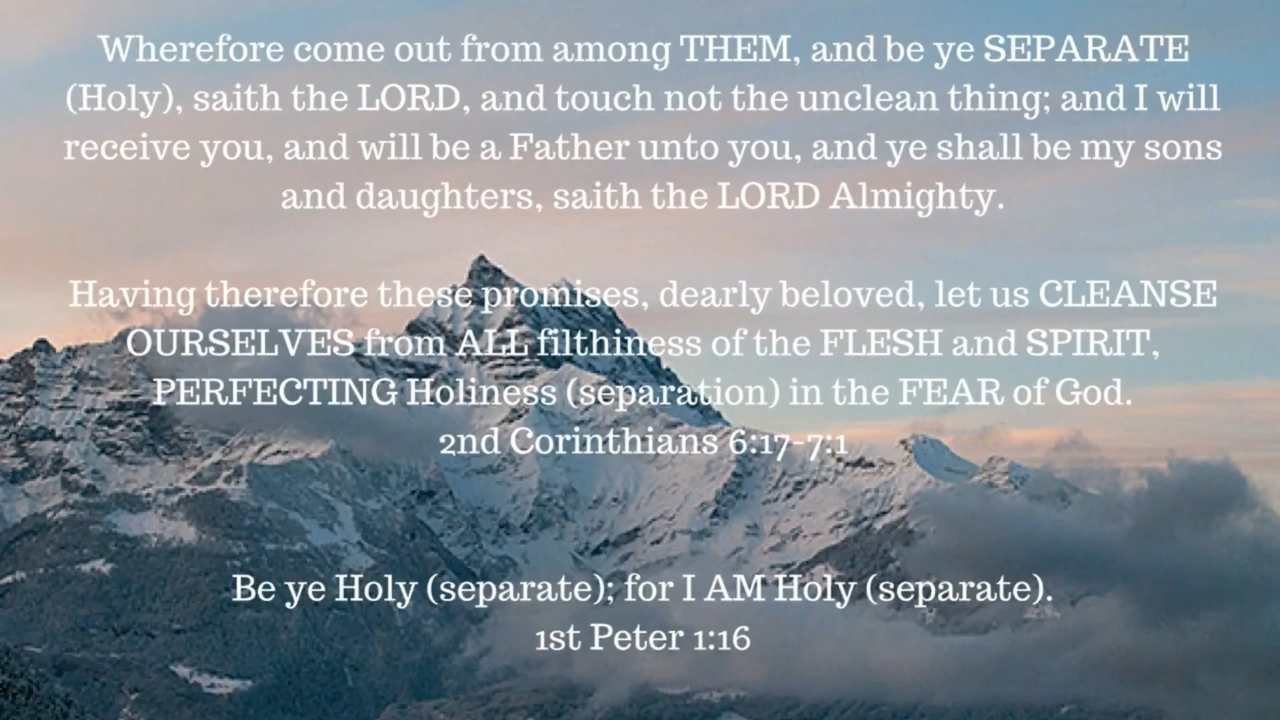 Wherefore come out from among THEM, and be ye SEPARATE
(Holy), saith the LORD, and touch not the unclean thing; and I will
receive you, and will be a Father unto you, and ye shall be my sons
and daughters, saith the LORD Almighty.
Having therefore these promises, dearly beloved, let us CLEANSE
OURSELVES from ALL filthiness of the FLESH and SPIRIT,
PERFECTING Holiness (separation) in the FEAR of God.
2nd Corinthians 6:17-7:1
Be ye Holy (separate); for I AM Holy (separate).
1st Peter 1:16